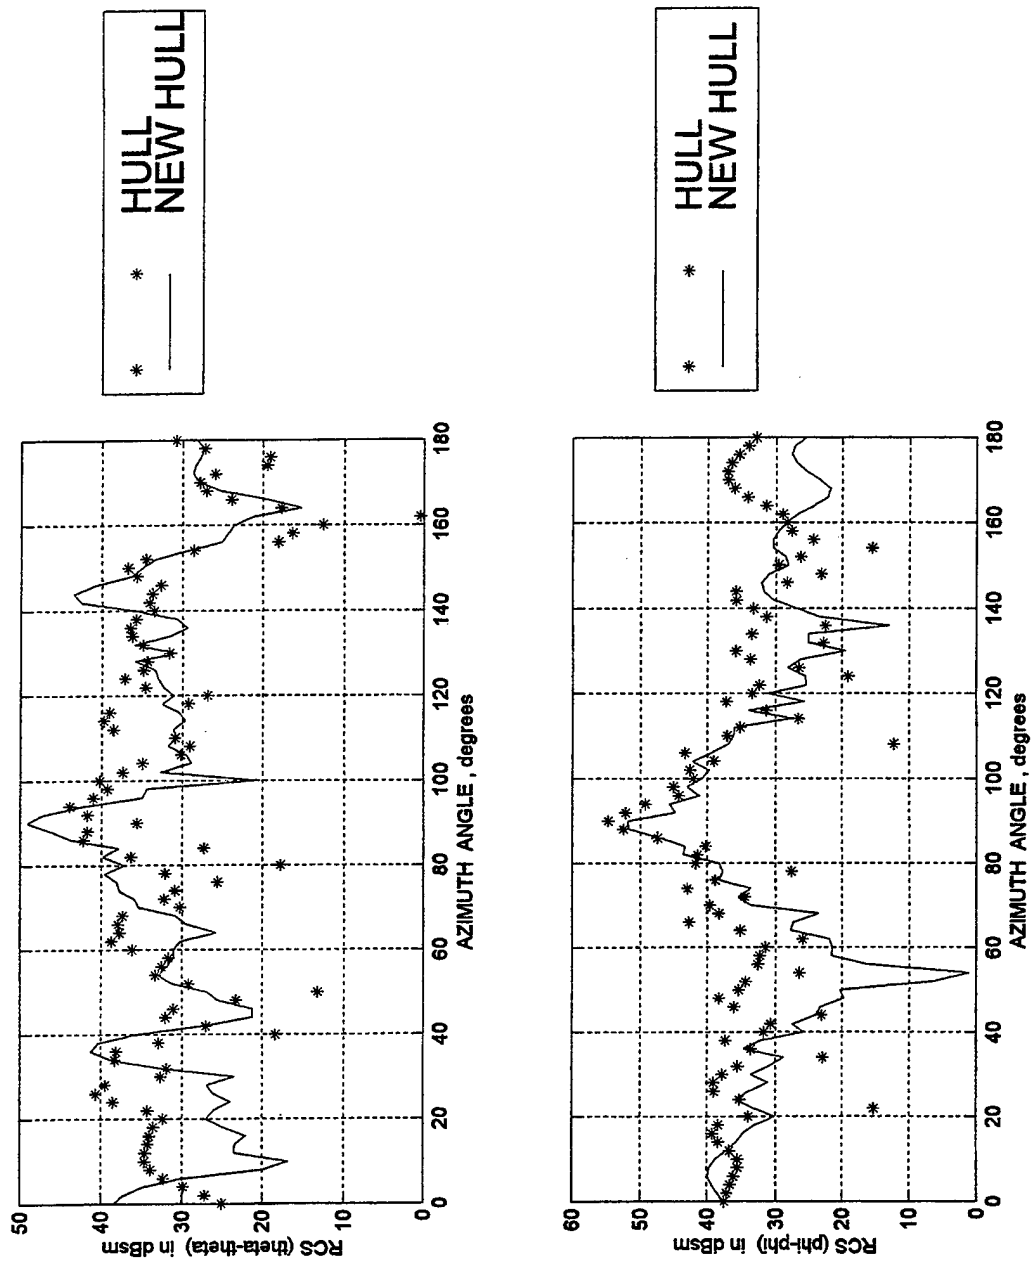 HULL
NEW HULL
50
40
30
20
10
0
RCS (theta-theta) in dBsm
0 20 40 60 80 100 120 140 160 180
AZIMUTH ANGLE , degrees
HULL
NEW HULL
60
50
40
30
20
10
0
RCS (phi-phi) in dBsm
0 20 40 60 80 100 120 140 160 180
AZIMUTH ANGLE , degrees